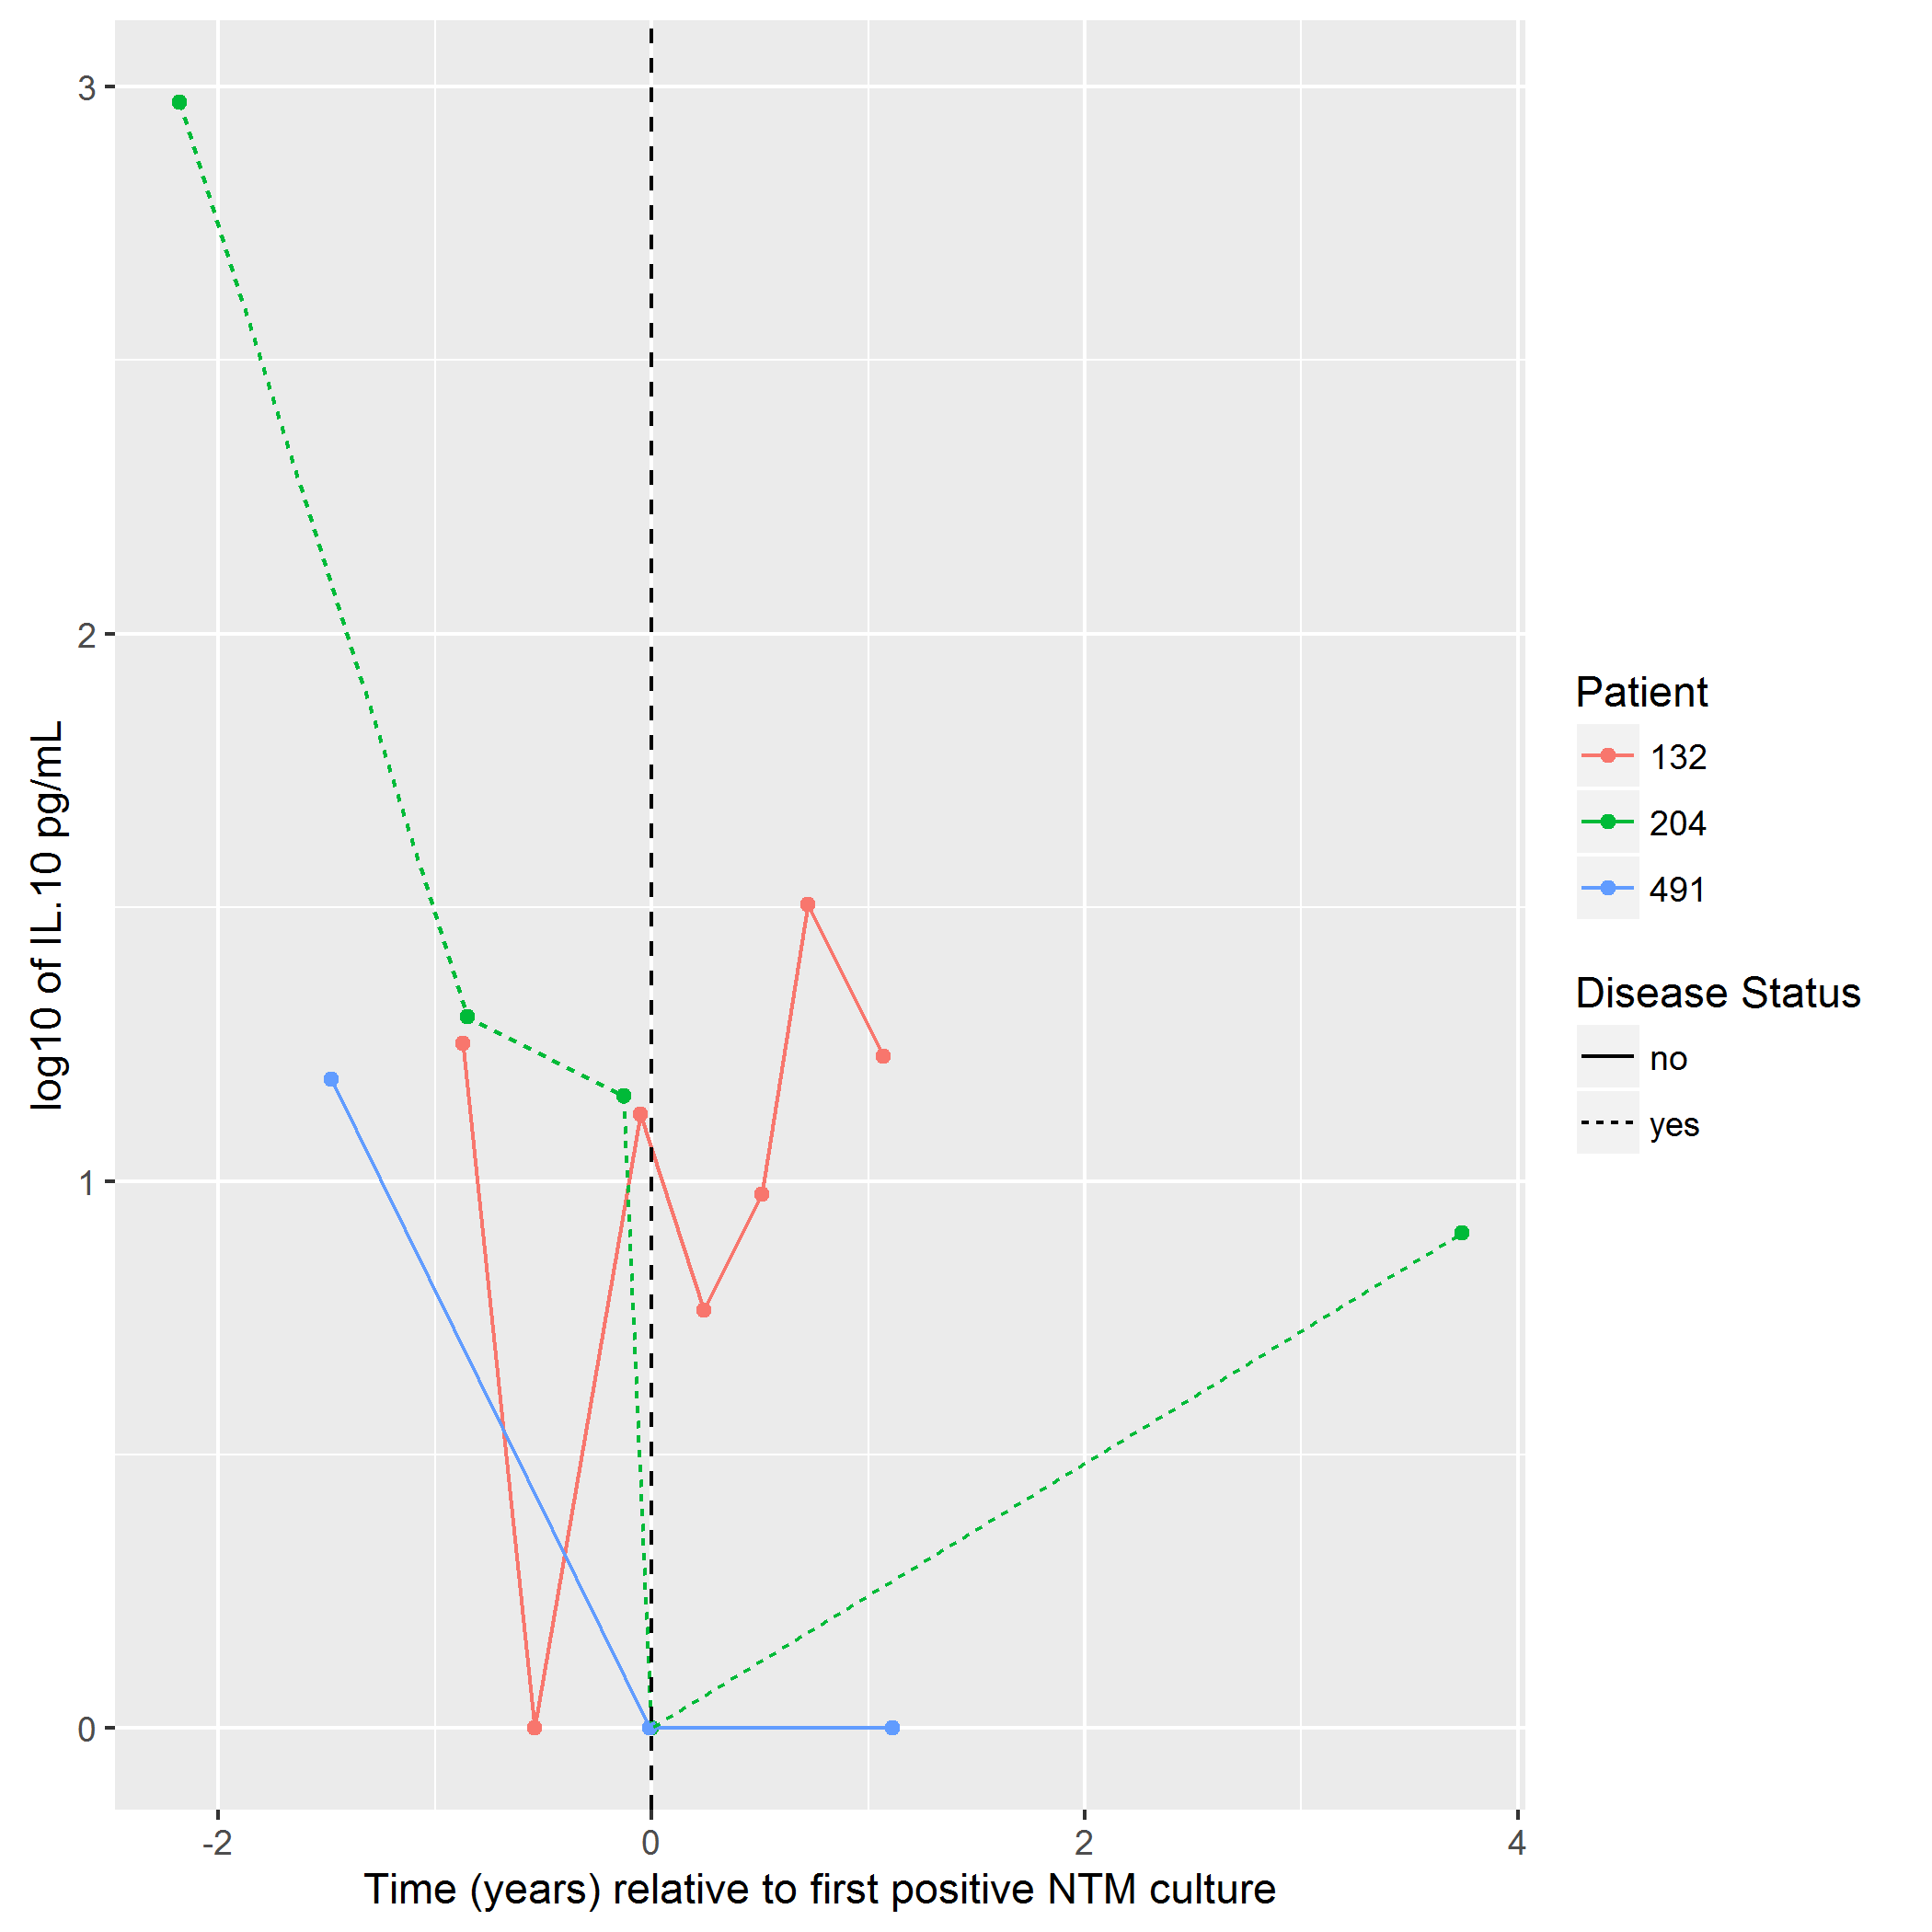 3
2
1
0
log10 of IL.10 pg/mL
-2
0
2
4
Time (years) relative to first positive NTM culture
Patient
132
204
491
Disease Status
no
yes